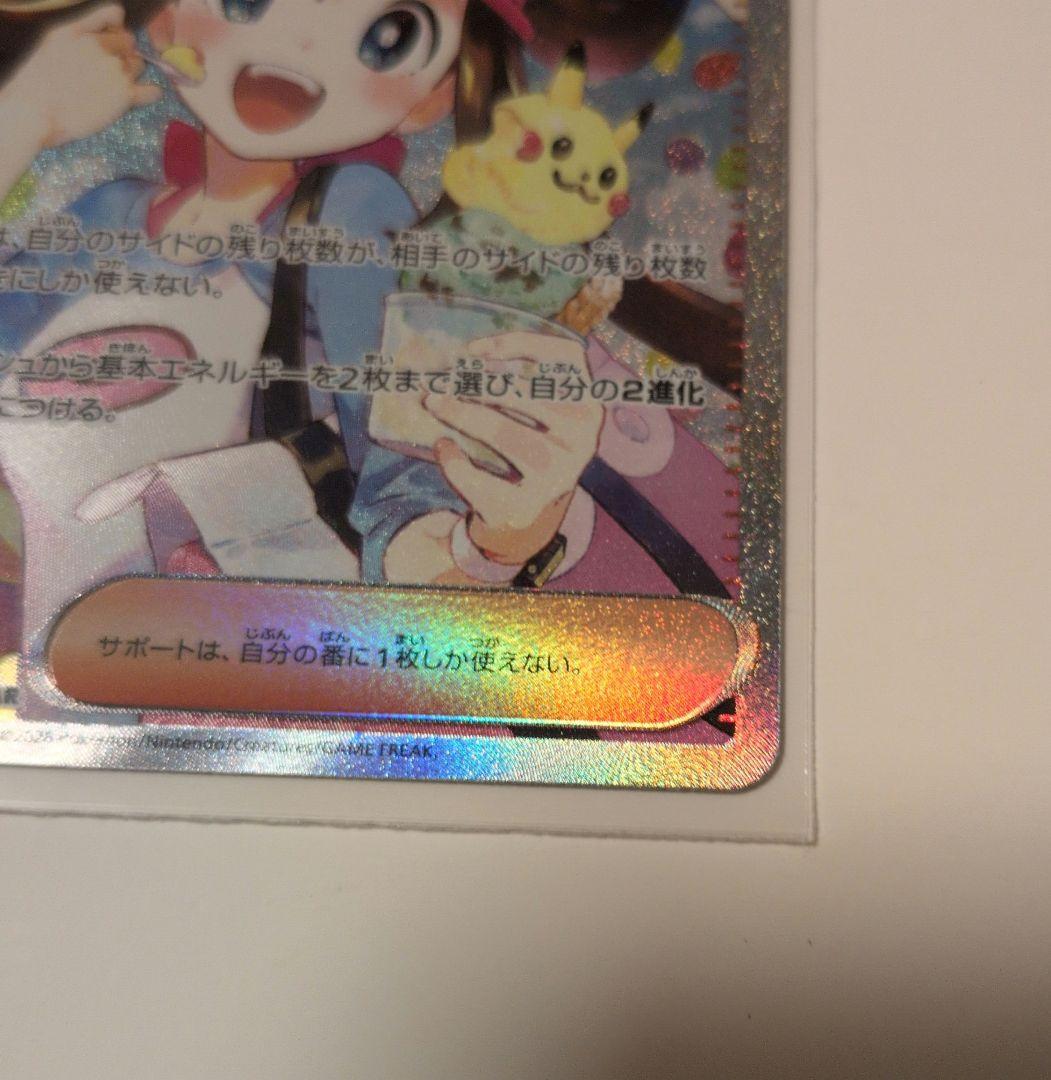 は、自分のサイドの残り枚数が、相手のサイドの残り枚数
にしか使えない。
シュから基本エネルギーを2枚まで選び、自分の2進化
につける。
サポートは、自分の番に1枚しか使えない。
/Nintendo/Creatures/GAME FREAK.